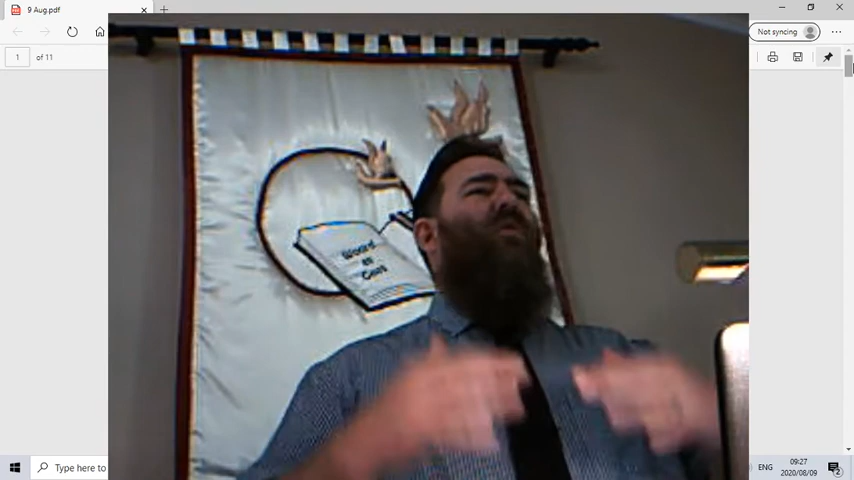 9 Aug.pdf
Not syncing
1 of 11
Word
of
God
Type here to
ENG
09:27
2020/08/09
2